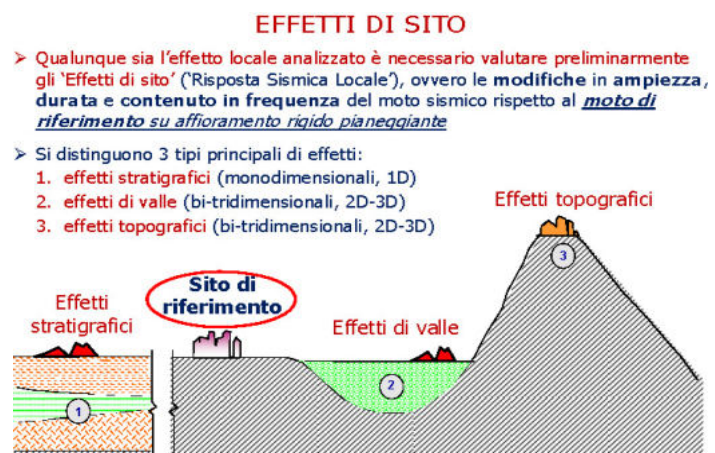 EFFETTI DI SITO
➢ Qualunque sia l'effetto locale analizzato è necessario valutare preliminarmente
gli 'Effetti di sito' ('Risposta Sismica Locale'), ovvero le modifiche in ampiezza,
durata e contenuto in frequenza del moto sismico rispetto al moto di
riferimento su affioramento rigido pianeggiante
➢ Si distinguono 3 tipi principali di effetti:
1. effetti stratigrafici (monodimensionali, 1D)
2. effetti di valle (bi-tridimensionali, 2D-3D)
3. effetti topografici (bi-tridimensionali, 2D-3D)
Effetti topografici
3
Sito di
riferimento
Effetti
stratigrafici
Effetti di valle
1
2